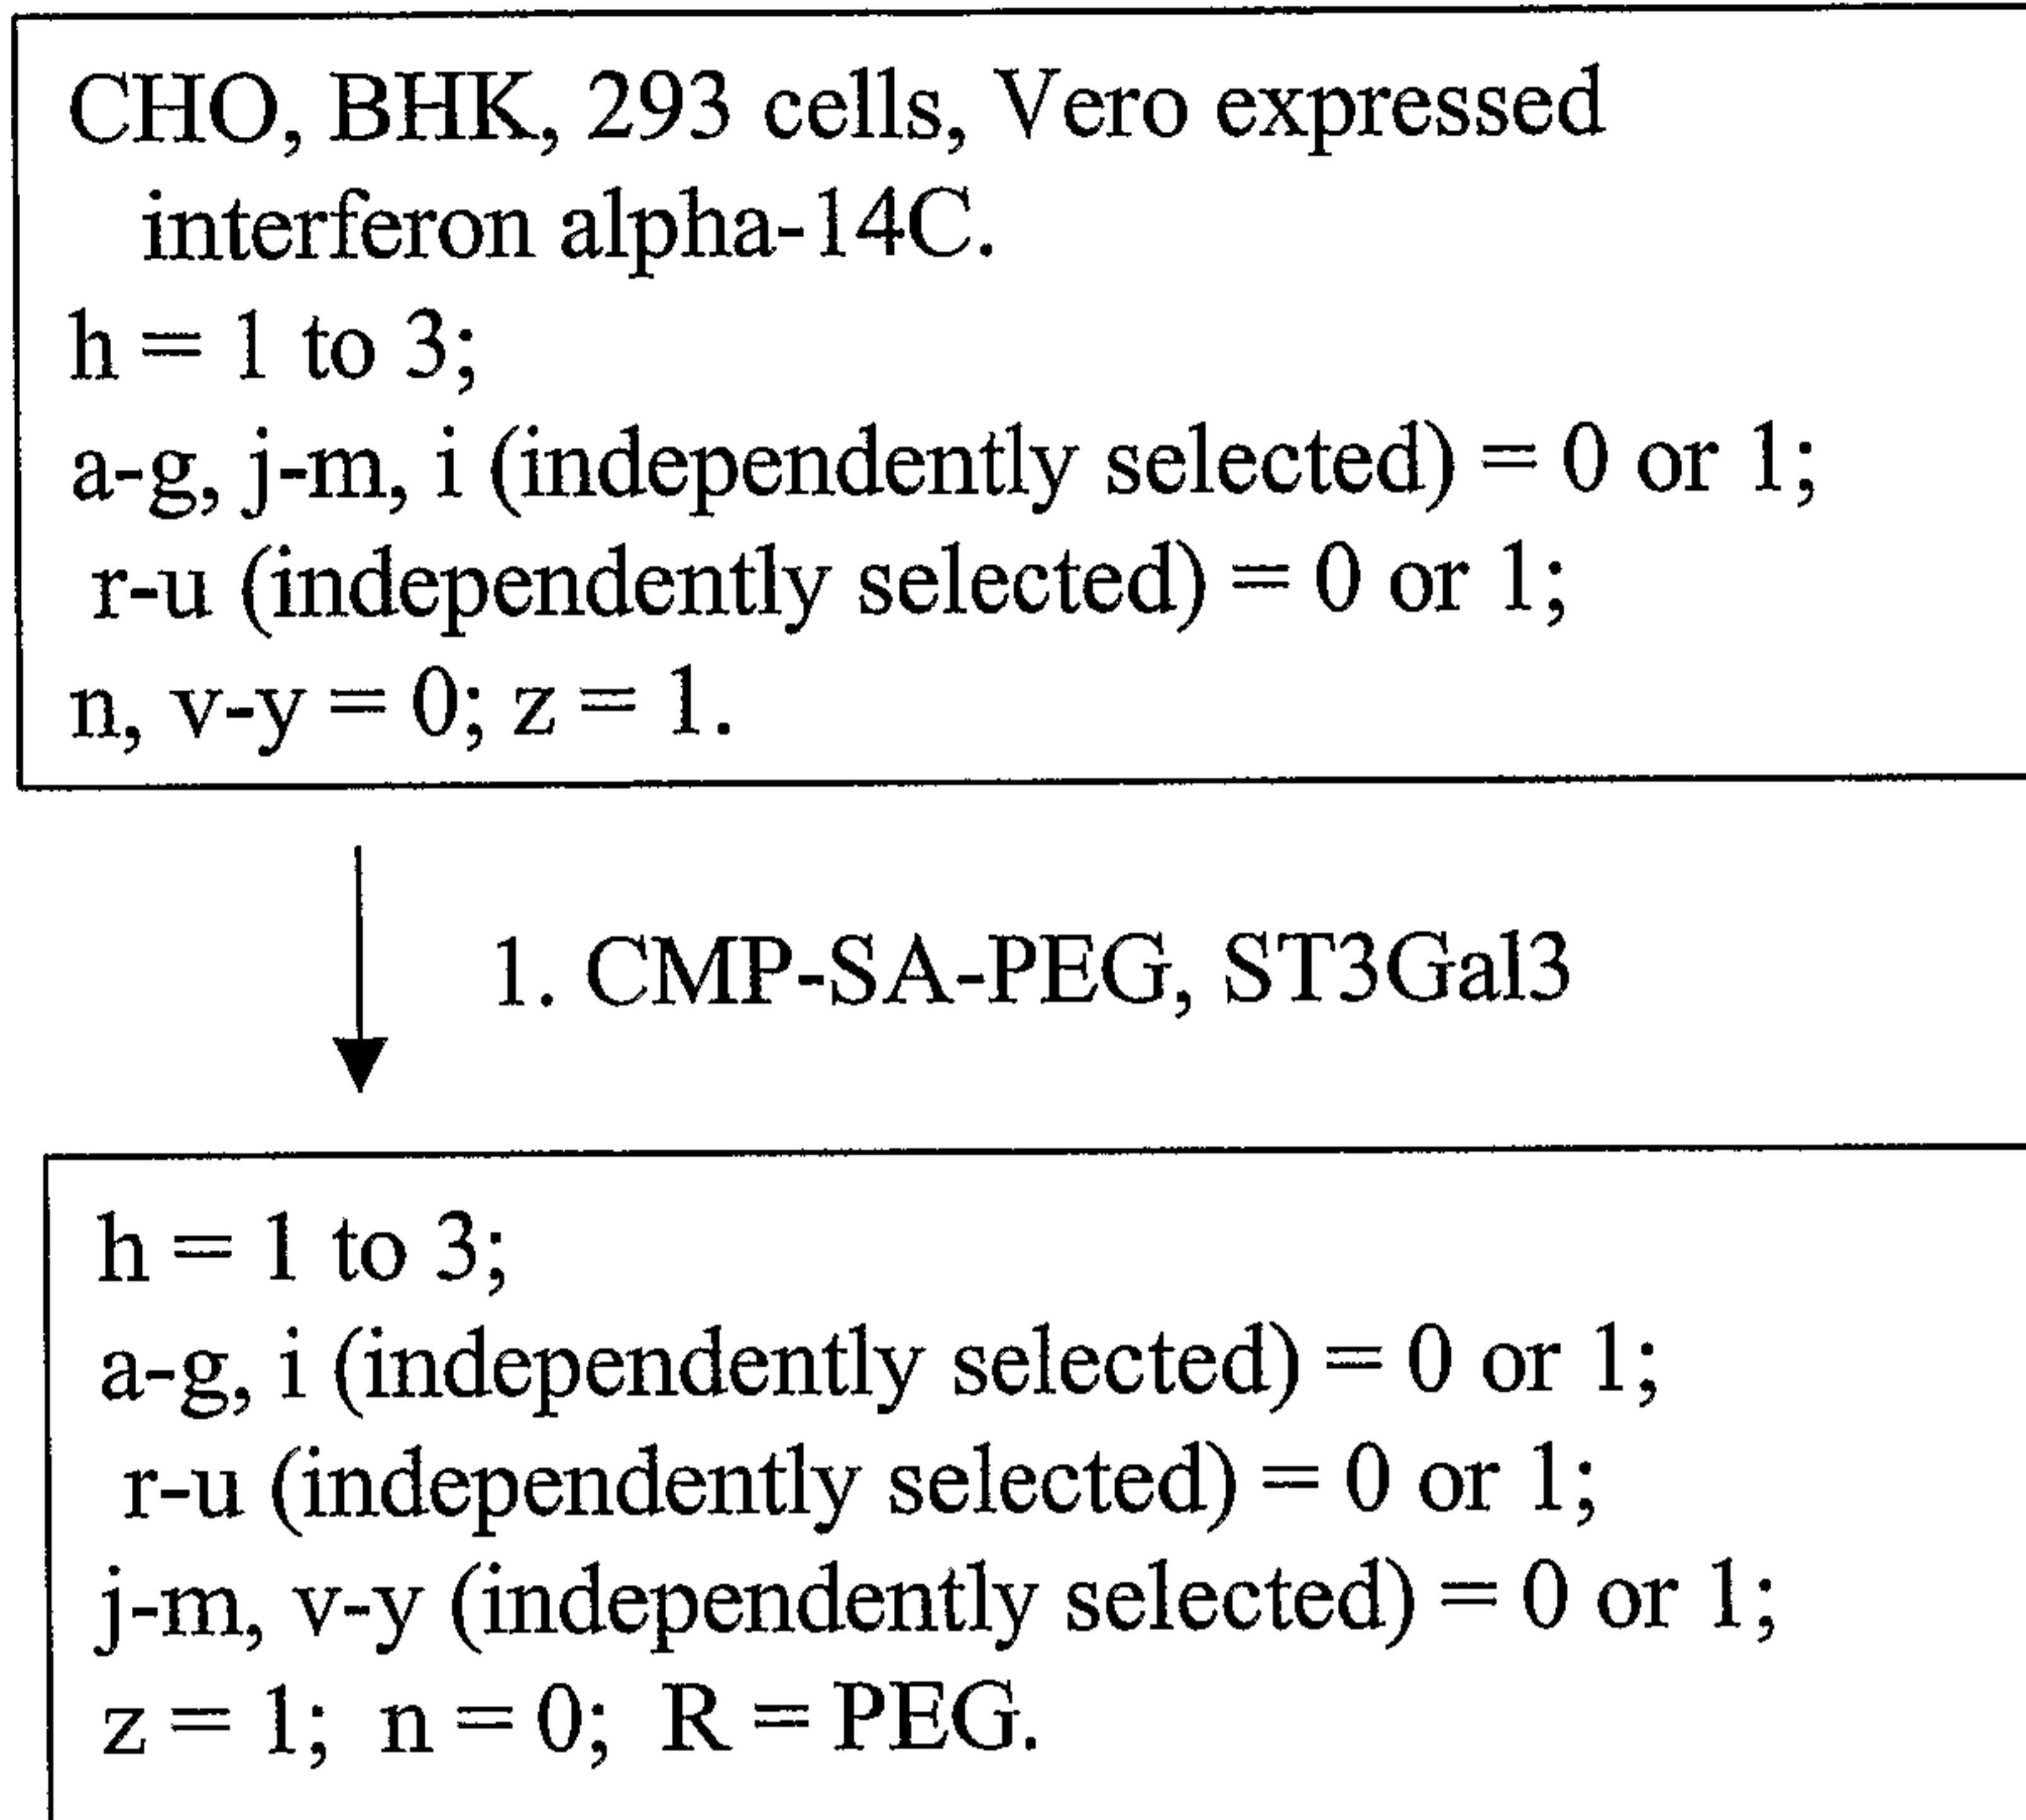 CHO, BHK, 293 cells, Vero expressed
interferon alpha-14C.
h = 1 to 3;
a-g, j-m, i (independently selected) = 0 or 1;
r-u (independently selected) = 0 or 1;
n, v-y = 0; z = 1.
1. CMP-SA-PEG, ST3Gal3
h = 1 to 3;
a-g, i (independently selected) = 0 or 1;
r-u (independently selected) = 0 or 1;
j-m, v-y (independently selected) = 0 or 1;
z = 1; n = 0; R = PEG.